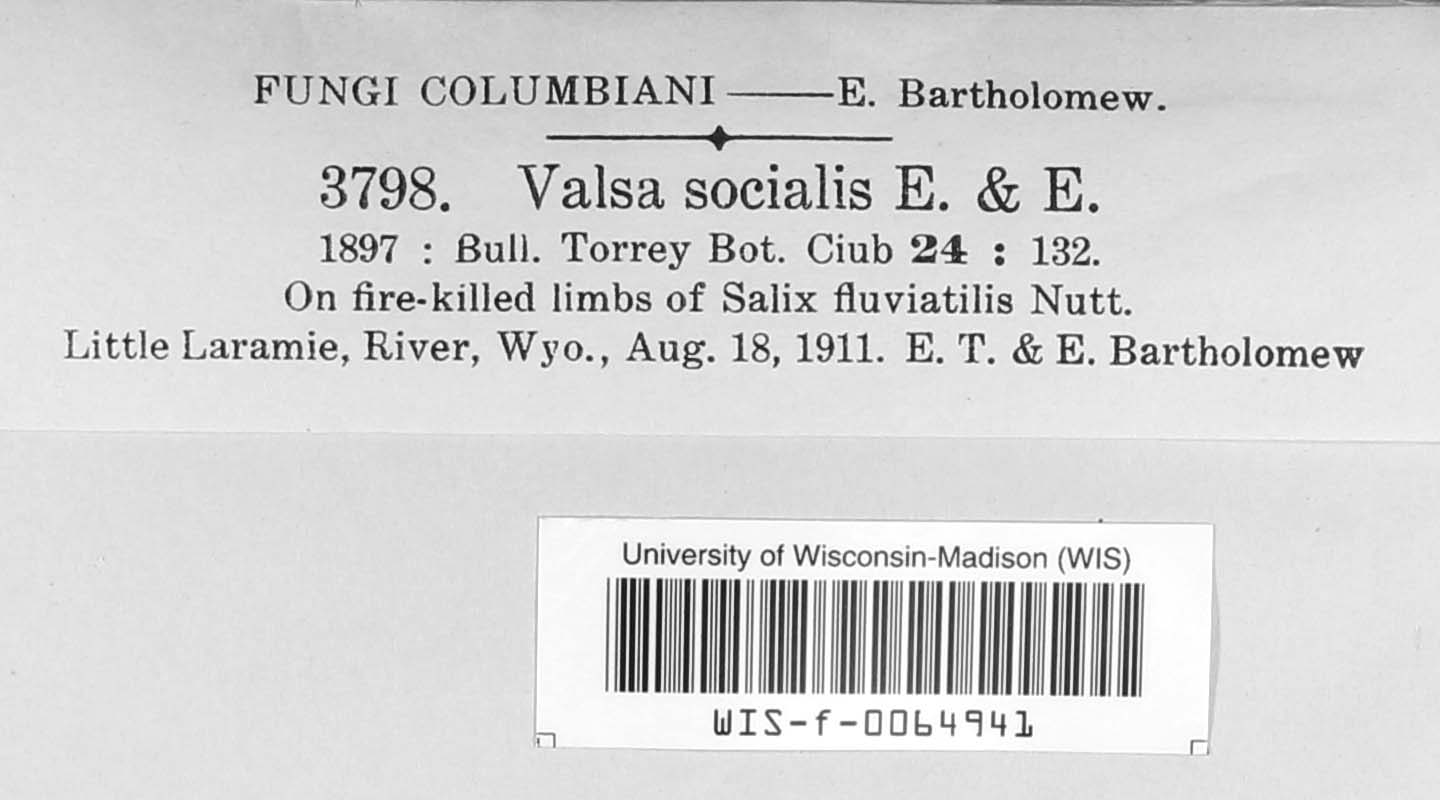 FUNGI COLUMBIANI — E. Bartholomew.
3798. Valsa socialis E. & E.
1897 : Bull. Torrey Bot. Ciub 24 : 132.
On fire-killed limbs of Salix fluviatilis Nutt.
Little Laramie, River, Wyo., Aug. 18, 1911. E. T. & E. Bartholomew
University of Wisconsin-Madison (WIS)
WIS-f-0064941